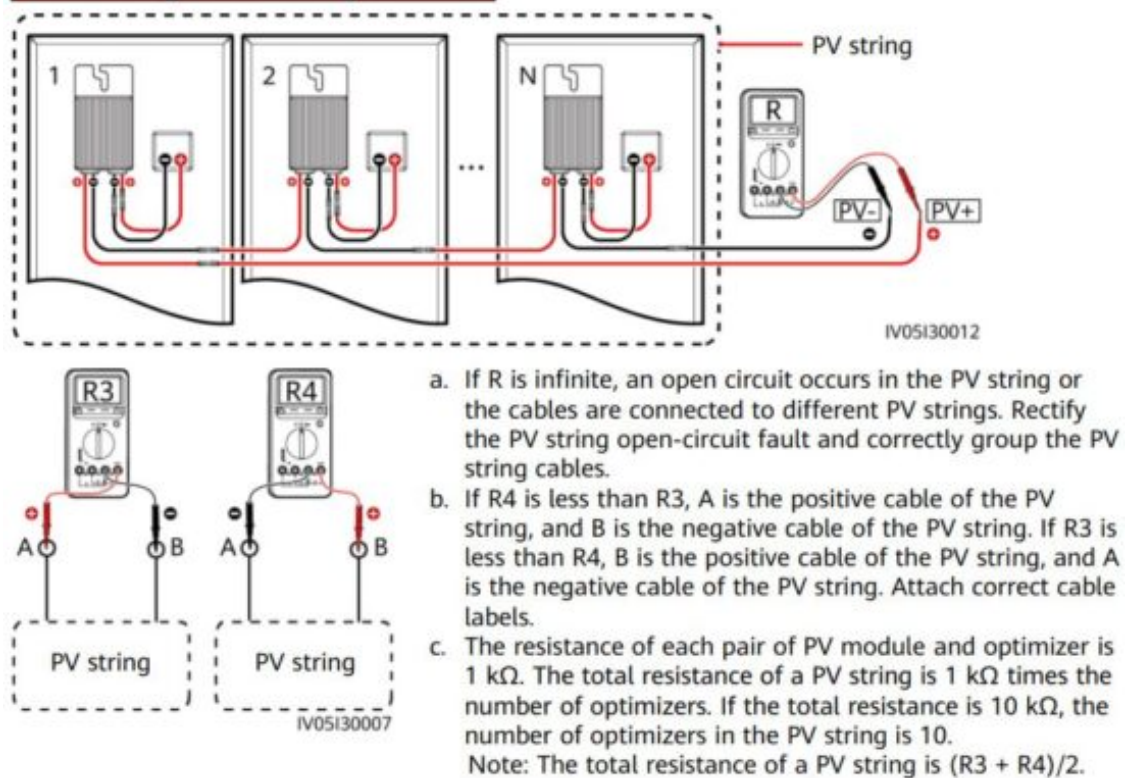 PV string
1
2
N
R
...
PV-
PV+
IV05I30012
R3
R4
A
B
A
B
PV string
PV string
IV05I30007
a. If R is infinite, an open circuit occurs in the PV string or
the cables are connected to different PV strings. Rectify
the PV string open-circuit fault and correctly group the PV
string cables.
b. If R4 is less than R3, A is the positive cable of the PV
string, and B is the negative cable of the PV string. If R3 is
less than R4, B is the positive cable of the PV string, and A
is the negative cable of the PV string. Attach correct cable
labels.
c. The resistance of each pair of PV module and optimizer is
1 kΩ. The total resistance of a PV string is 1 kΩ times the
number of optimizers. If the total resistance is 10 kΩ, the
number of optimizers in the PV string is 10.
Note: The total resistance of a PV string is (R3 + R4)/2.